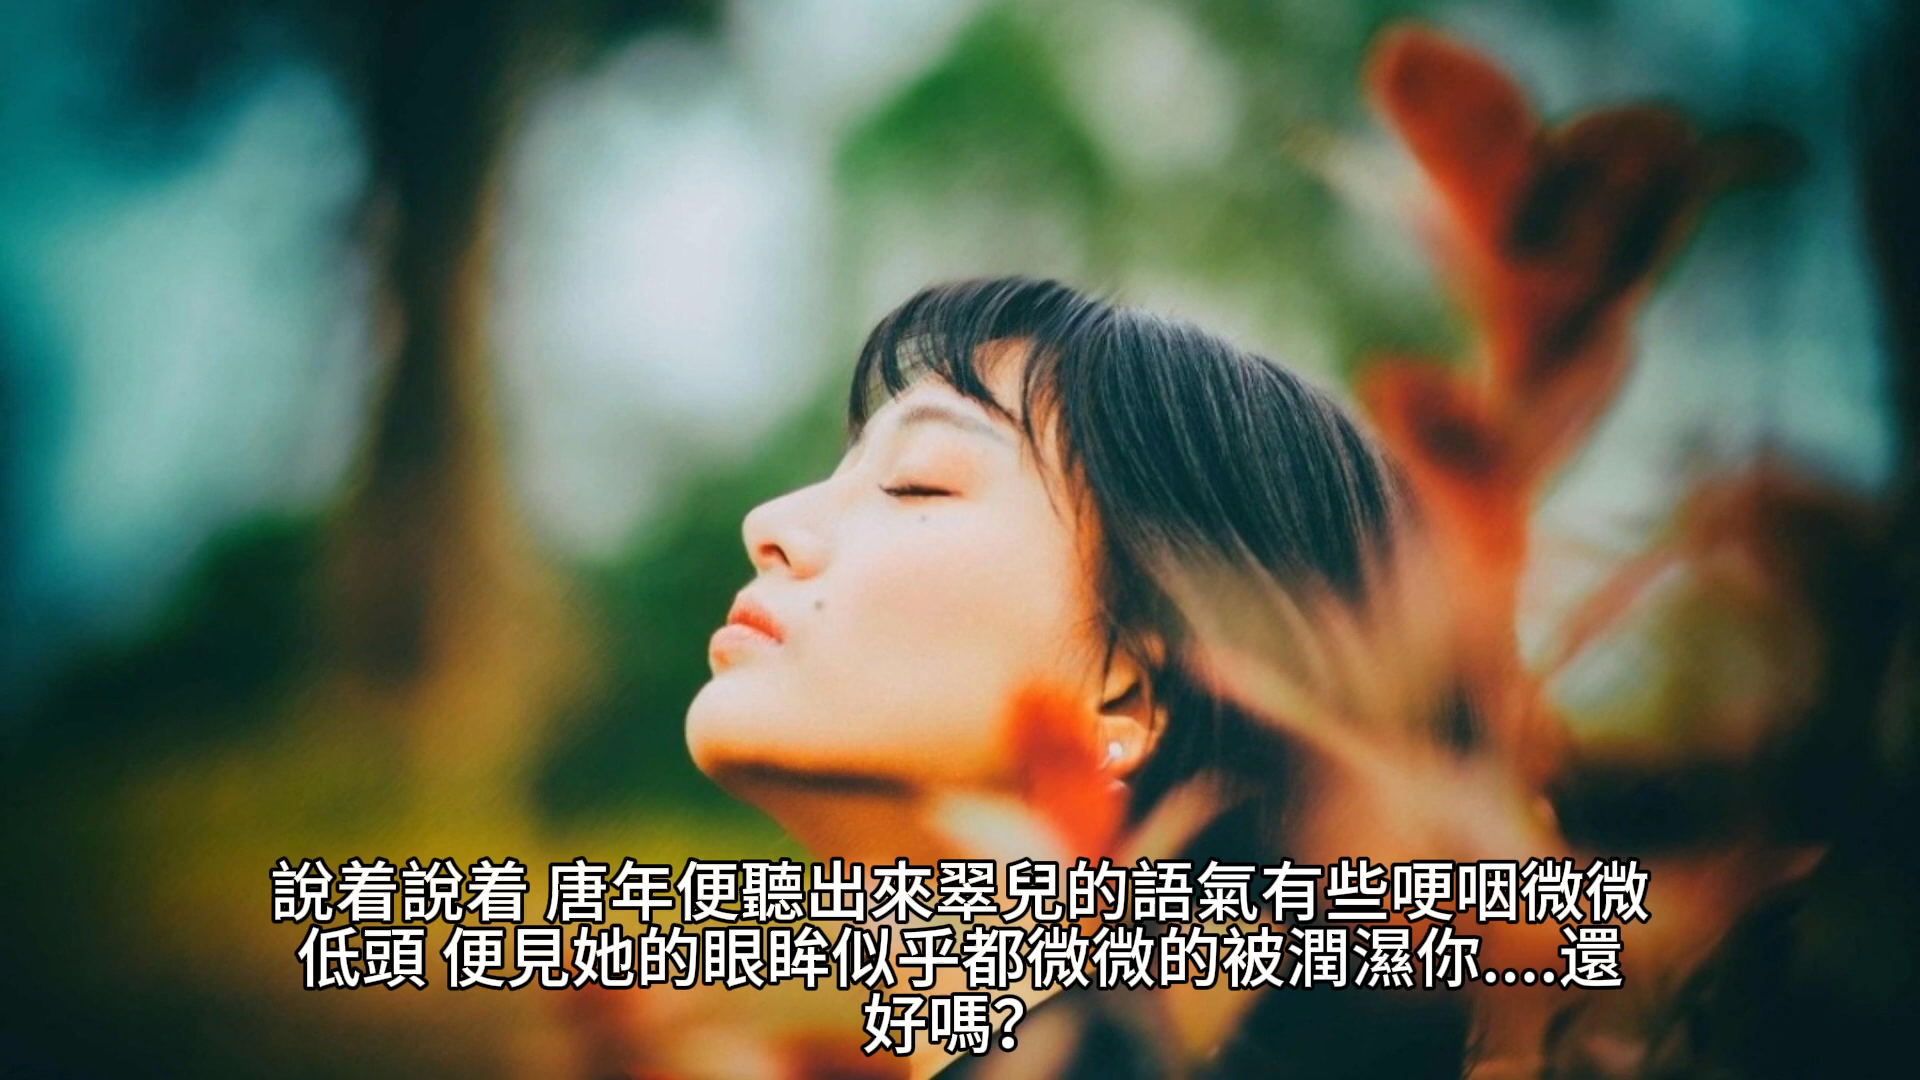 說着說着 唐年便聽出來翠兒的語氣有些哽咽微微
低頭 便見她的眼眸似乎都微微的被潤濕你....還
好嗎?